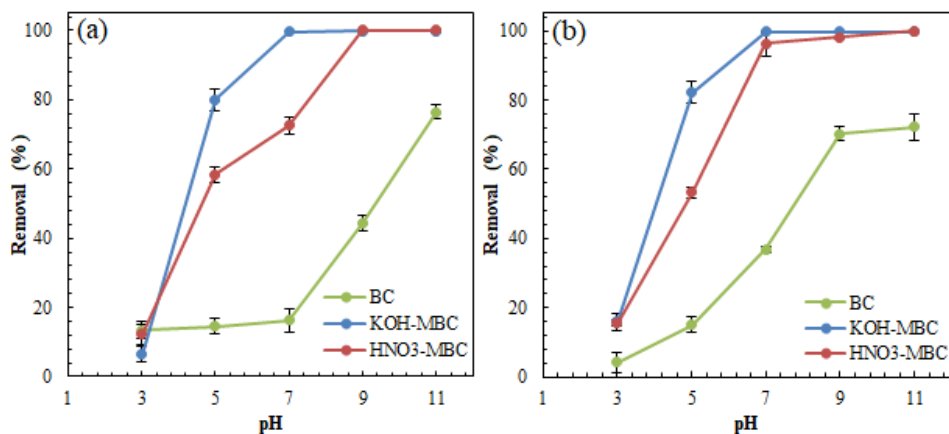 (a)
Removal (%)
100
80
60
40
20
0
1 3 5 7 9 11
pH
BC
KOH-MBC
HNO3-MBC
(b)
Removal (%)
100
80
60
40
20
0
1 3 5 7 9 11
pH
BC
KOH-MBC
HNO3-MBC